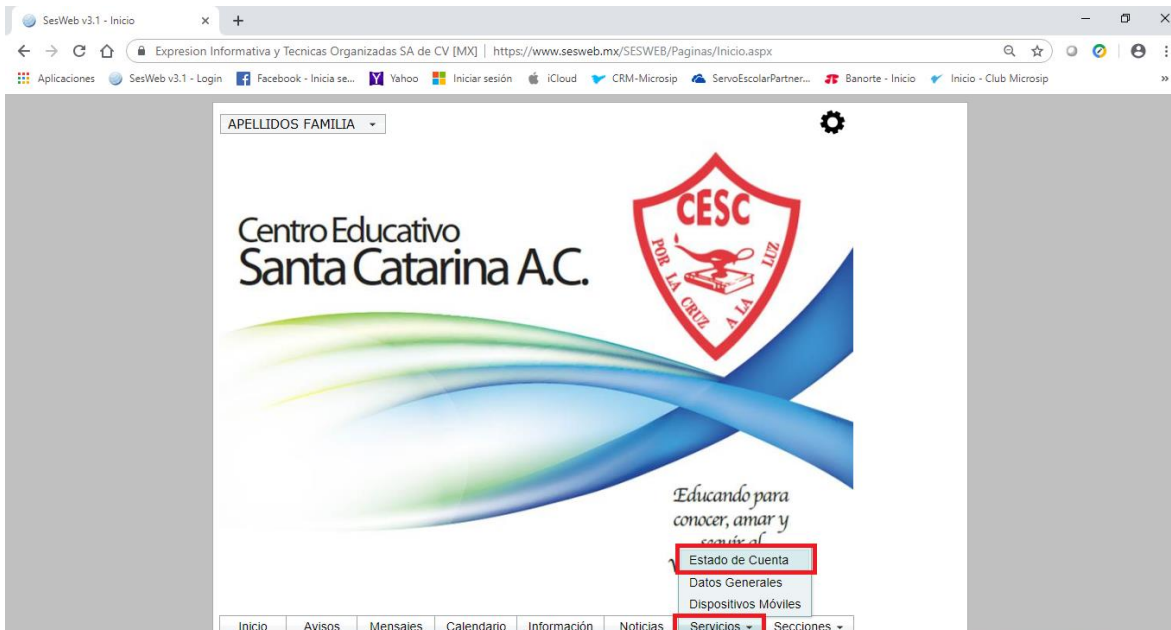 SesWeb v3.1 - Inicio
Expresion Informativa y Tecnicas Organizadas SA de CV [MX] | https://www.sesweb.mx/SESWEB/Paginas/Inicio.aspx
Aplicaciones SesWeb v3.1 - Login Facebook - Inicia se... Yahoo Iniciar sesión iCloud CRM-Microsip ServoEscolarPartner... Banorte - Inicio Inicio - Club Microsip »
APELLIDOS FAMILIA
Centro Educativo
Santa Catarina A.C.
CESC
POR LA CRUZ A LA LUZ
Educando para
conocer, amar y
seguir al
Estado de Cuenta
Datos Generales
Dispositivos Móviles
Inicio Avisos Mensajes Calendario Información Noticias Servicios Secciones